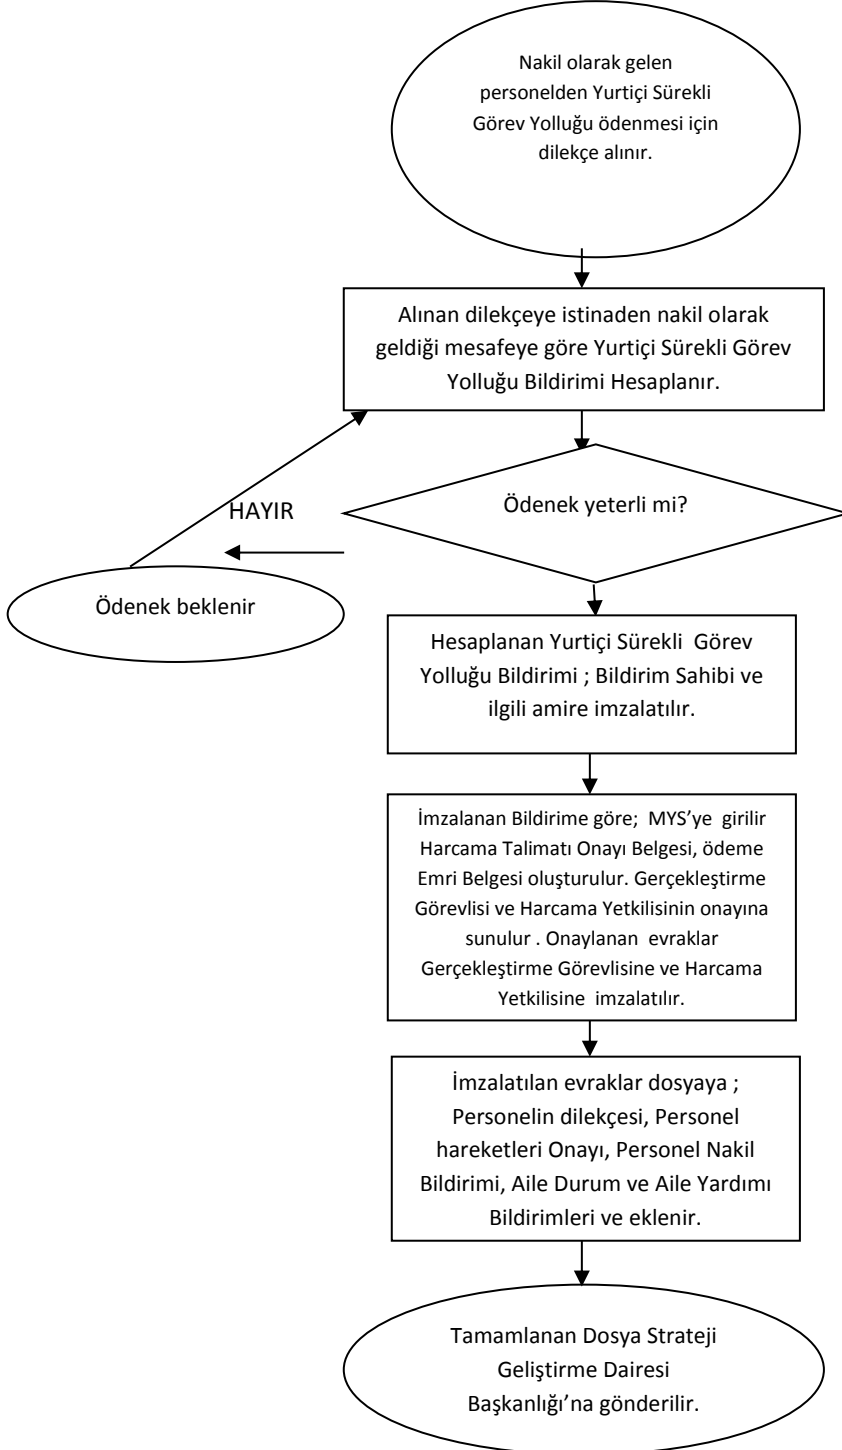 Nakil olarak gelen
personelden Yurtiçi Sürekli
Görev Yolluğu ödenmesi için
dilekçe alınır.
Alınan dilekçeye istinaden nakil olarak
geldiği mesafeye göre Yurtiçi Sürekli Görev
Yolluğu Bildirimi Hesaplanır.
Ödenek yeterli mi?
HAYIR
Ödenek beklenir
Hesaplanan Yurtiçi Sürekli Görev
Yolluğu Bildirimi ; Bildirim Sahibi ve
ilgili amire imzalatılır.
İmzalanan Bildirime göre; MYS’ye girilir
Harcama Talimatı Onayı Belgesi, ödeme
Emri Belgesi oluşturulur. Gerçekleştirme
Görevlisi ve Harcama Yetkilisinin onayına
sunulur . Onaylanan evraklar
Gerçekleştirme Görevlisine ve Harcama
Yetkilisine imzalatılır.
İmzalatılan evraklar dosyaya ;
Personelin dilekçesi, Personel
hareketleri Onayı, Personel Nakil
Bildirimi, Aile Durum ve Aile Yardımı
Bildirimleri ve eklenir.
Tamamlanan Dosya Strateji
Geliştirme Dairesi
Başkanlığı’na gönderilir.